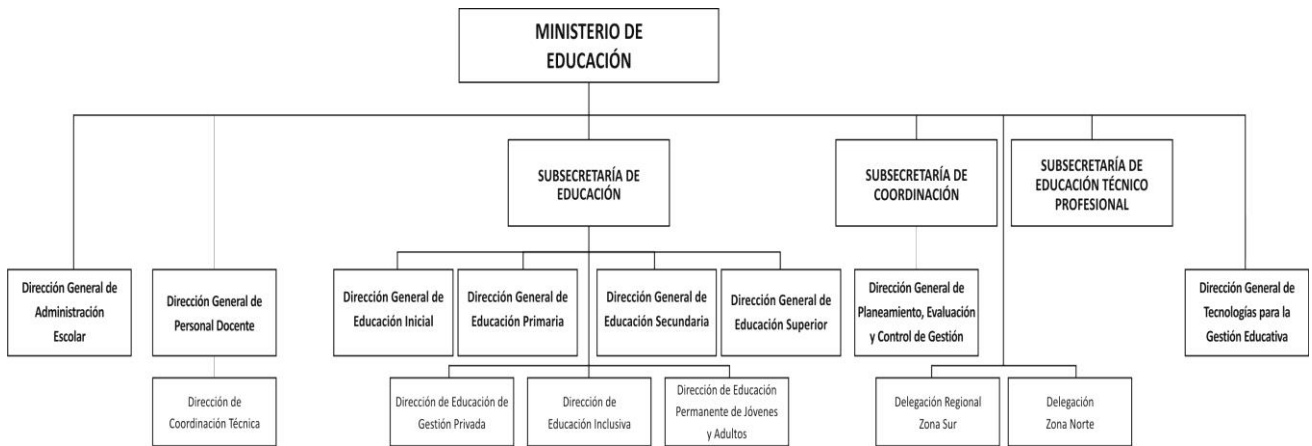 MINISTERIO DE
EDUCACIÓN
SUBSECRETARÍA DE
EDUCACIÓN
SUBSECRETARÍA DE
COORDINACIÓN
SUBSECRETARÍA DE
EDUCACIÓN TÉCNICO
PROFESIONAL
Dirección General de
Administración
Escolar
Dirección General de
Personal Docente
Dirección General de
Educación Inicial
Dirección General de
Educación Primaria
Dirección General de
Educación Secundaria
Dirección General de
Educación Superior
Dirección General de
Planeamiento, Evaluación
y Control de Gestión
Dirección General de
Tecnologías para la
Gestión Educativa
Dirección de
Coordinación Técnica
Dirección de Educación de
Gestión Privada
Dirección de
Educación Inclusiva
Dirección de Educación
Permanente de Jóvenes
y Adultos
Delegación Regional
Zona Sur
Delegación
Zona Norte